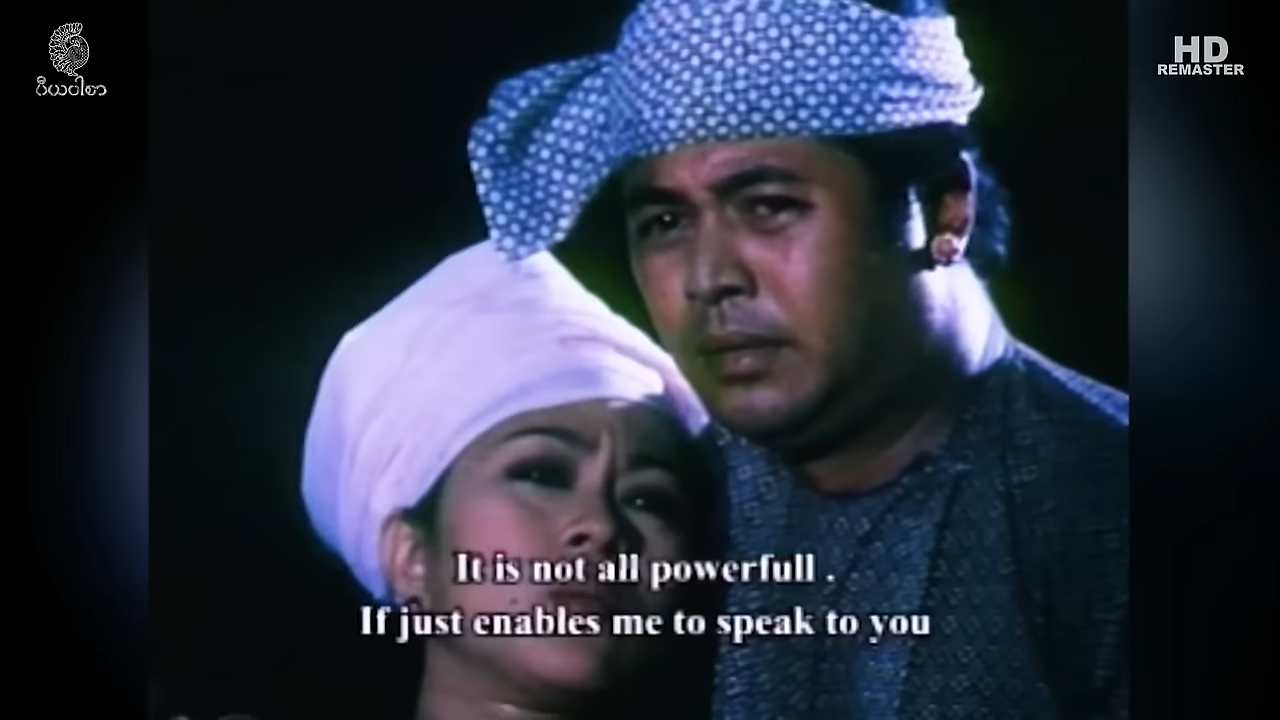 ပီယဝါစာ
HD
REMASTER
It is not all powerfull .
If just enables me to speak to you